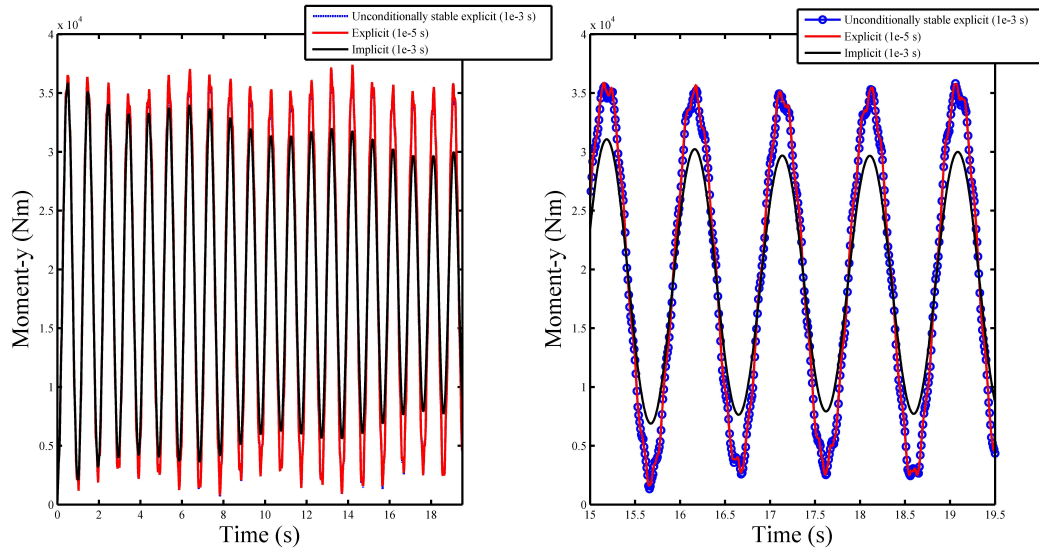 x 10⁴
Unconditionally stable explicit (1e-3 s)
Explicit (1e-5 s)
Implicit (1e-3 s)
4
3.5
3
2.5
2
1.5
1
0.5
0
Moment-y (Nm)
0 2 4 6 8 10 12 14 16 18
Time (s)
x 10⁴
Unconditionally stable explicit (1e-3 s)
Explicit (1e-5 s)
Implicit (1e-3 s)
4
3.5
3
2.5
2
1.5
1
0.5
0
Moment-y (Nm)
15 15.5 16 16.5 17 17.5 18 18.5 19 19.5
Time (s)